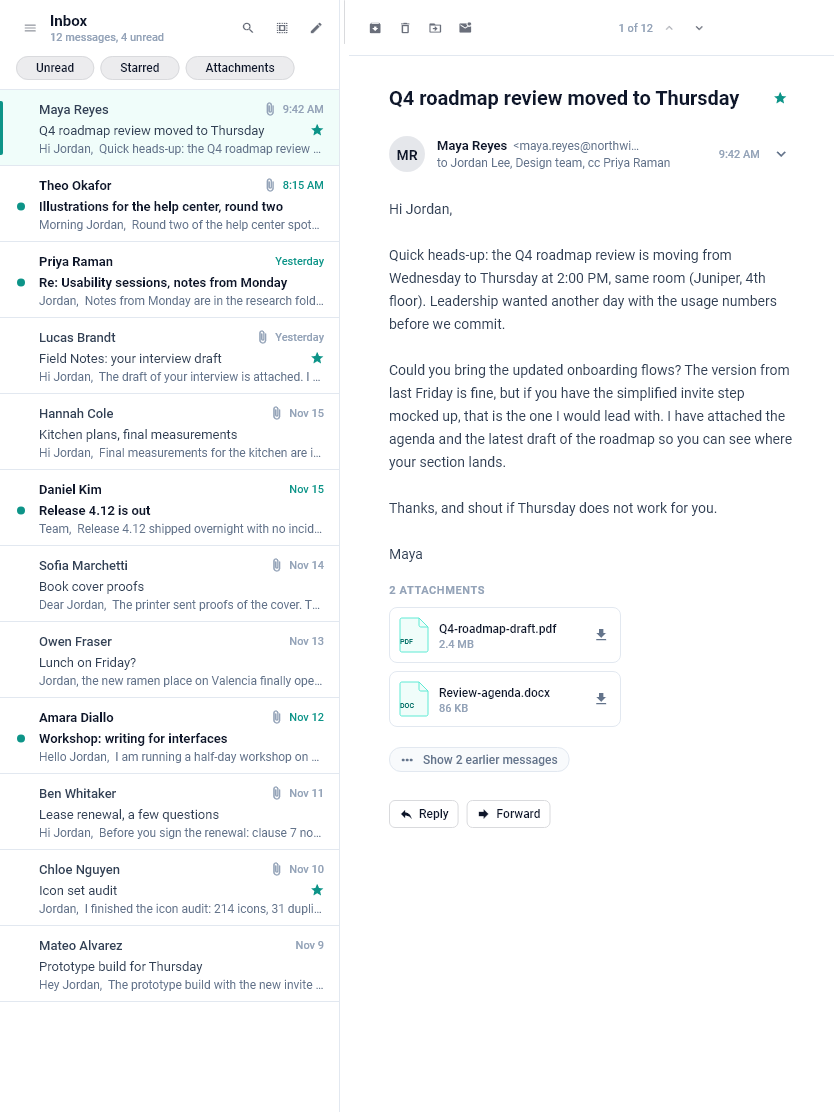 Inbox
12 messages, 4 unread
Unread
Starred
Attachments
Maya Reyes
9:42 AM
Q4 roadmap review moved to Thursday
Hi Jordan, Quick heads-up: the Q4 roadmap review …
Theo Okafor
8:15 AM
Illustrations for the help center, round two
Morning Jordan, Round two of the help center spot…
Priya Raman
Yesterday
Re: Usability sessions, notes from Monday
Jordan, Notes from Monday are in the research fold…
Lucas Brandt
Yesterday
Field Notes: your interview draft
Hi Jordan, The draft of your interview is attached. I …
Hannah Cole
Nov 15
Kitchen plans, final measurements
Hi Jordan, Final measurements for the kitchen are i…
Daniel Kim
Nov 15
Release 4.12 is out
Team, Release 4.12 shipped overnight with no incid…
Sofia Marchetti
Nov 14
Book cover proofs
Dear Jordan, The printer sent proofs of the cover. T…
Owen Fraser
Nov 13
Lunch on Friday?
Jordan, the new ramen place on Valencia finally ope…
Amara Diallo
Nov 12
Workshop: writing for interfaces
Hello Jordan, I am running a half-day workshop on …
Ben Whitaker
Nov 11
Lease renewal, a few questions
Hi Jordan, Before you sign the renewal: clause 7 no…
Chloe Nguyen
Nov 10
Icon set audit
Jordan, I finished the icon audit: 214 icons, 31 dupli…
Mateo Alvarez
Nov 9
Prototype build for Thursday
Hey Jordan, The prototype build with the new invite …
1 of 12
Q4 roadmap review moved to Thursday
MR
Maya Reyes <maya.reyes@northwi…
to Jordan Lee, Design team, cc Priya Raman
9:42 AM
Hi Jordan,
Quick heads-up: the Q4 roadmap review is moving from
Wednesday to Thursday at 2:00 PM, same room (Juniper, 4th
floor). Leadership wanted another day with the usage numbers
before we commit.
Could you bring the updated onboarding flows? The version from
last Friday is fine, but if you have the simplified invite step
mocked up, that is the one I would lead with. I have attached the
agenda and the latest draft of the roadmap so you can see where
your section lands.
Thanks, and shout if Thursday does not work for you.
Maya
2 ATTACHMENTS
PDF
Q4-roadmap-draft.pdf
2.4 MB
DOC
Review-agenda.docx
86 KB
Show 2 earlier messages
Reply
Forward